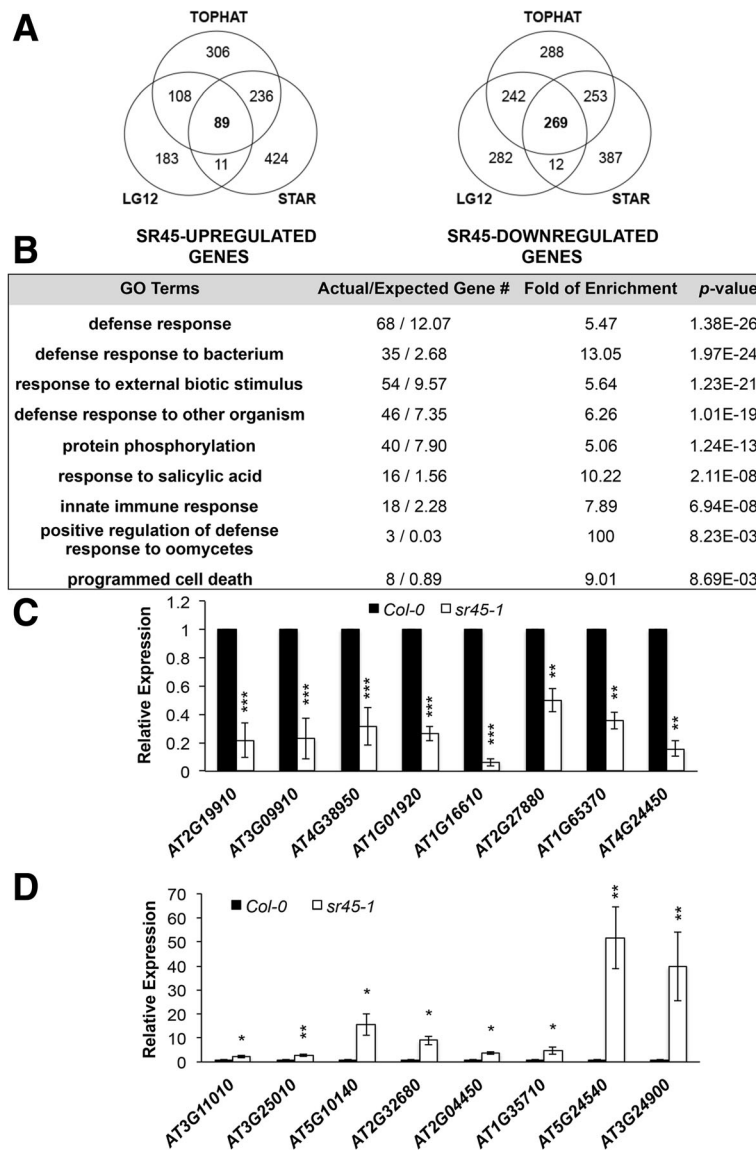 A
TOPHAT
306
108
236
89
183
11
424
LG12
STAR
SR45-UPREGULATED
GENES
TOPHAT
288
242
253
269
282
12
387
LG12
STAR
SR45-DOWNREGULATED
GENES
B
GO Terms Actual/Expected Gene # Fold of Enrichment p-value
defense response 68 / 12.07 5.47 1.38E-26
defense response to bacterium 35 / 2.68 13.05 1.97E-24
response to external biotic stimulus 54 / 9.57 5.64 1.23E-21
defense response to other organism 46 / 7.35 6.26 1.01E-19
protein phosphorylation 40 / 7.90 5.06 1.24E-13
response to salicylic acid 16 / 1.56 10.22 2.11E-08
innate immune response 18 / 2.28 7.89 6.94E-08
positive regulation of defense
response to oomycetes 3 / 0.03 100 8.23E-03
programmed cell death 8 / 0.89 9.01 8.69E-03
C
Relative Expression
1.2
1
0.8
0.6
0.4
0.2
0
Col-0 sr45-1
*** *** *** *** *** ** ** **
AT2G19910
AT3G09910
AT4G38950
AT1G01920
AT1G16610
AT2G27880
AT1G65370
AT4G24450
D
Relative Expression
70
60
50
40
30
20
10
0
Col-0 sr45-1
* ** * * * * ** **
AT3G11010
AT3G25010
AT5G10140
AT2G32680
AT2G04450
AT1G35710
AT5G24540
AT3G24900